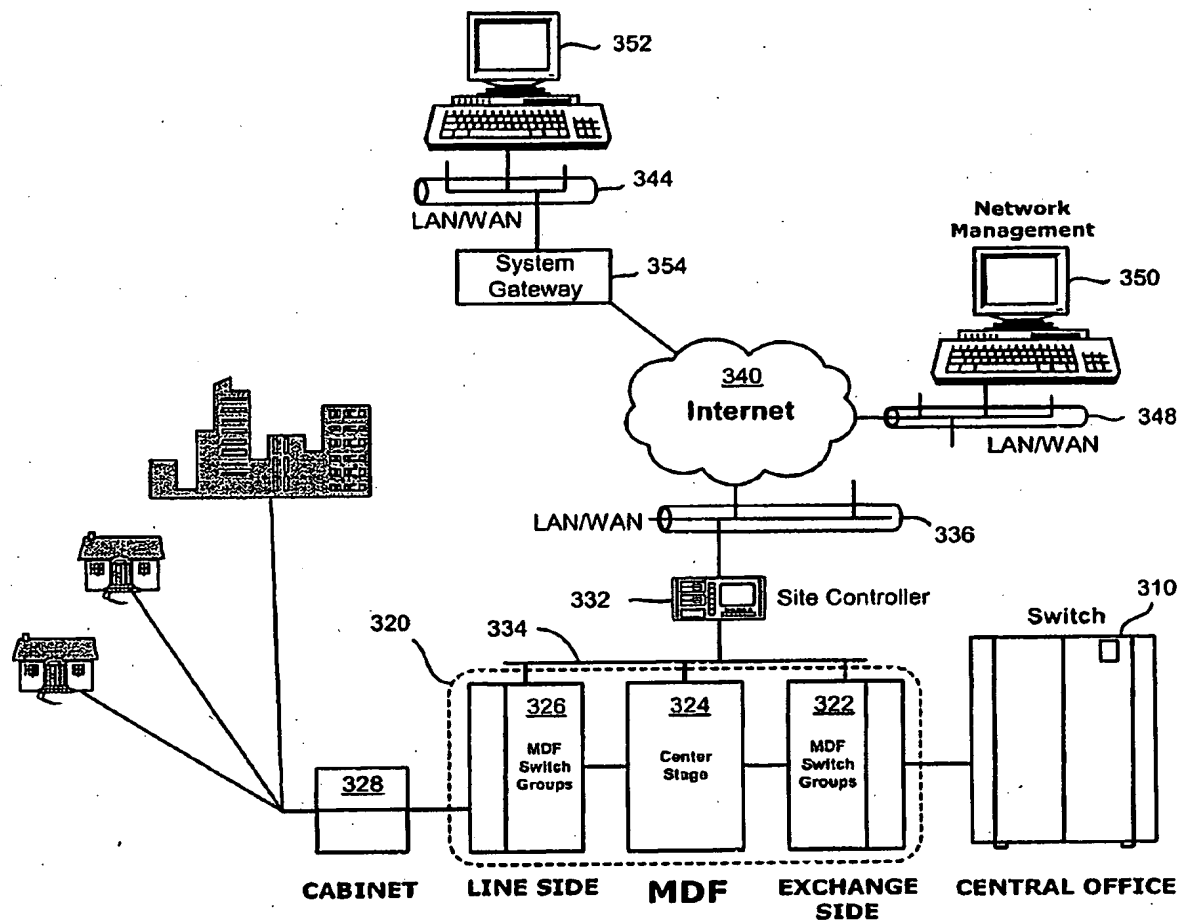 352
344
LAN/WAN
System
Gateway
354
Network
Management
350
340
Internet
348
LAN/WAN
LAN/WAN
336
332
Site Controller
320
334
Switch
310
326
MDF
Switch
Groups
324
Center
Stage
322
MDF
Switch
Groups
328
CABINET
LINE SIDE
MDF
EXCHANGE
SIDE
CENTRAL OFFICE